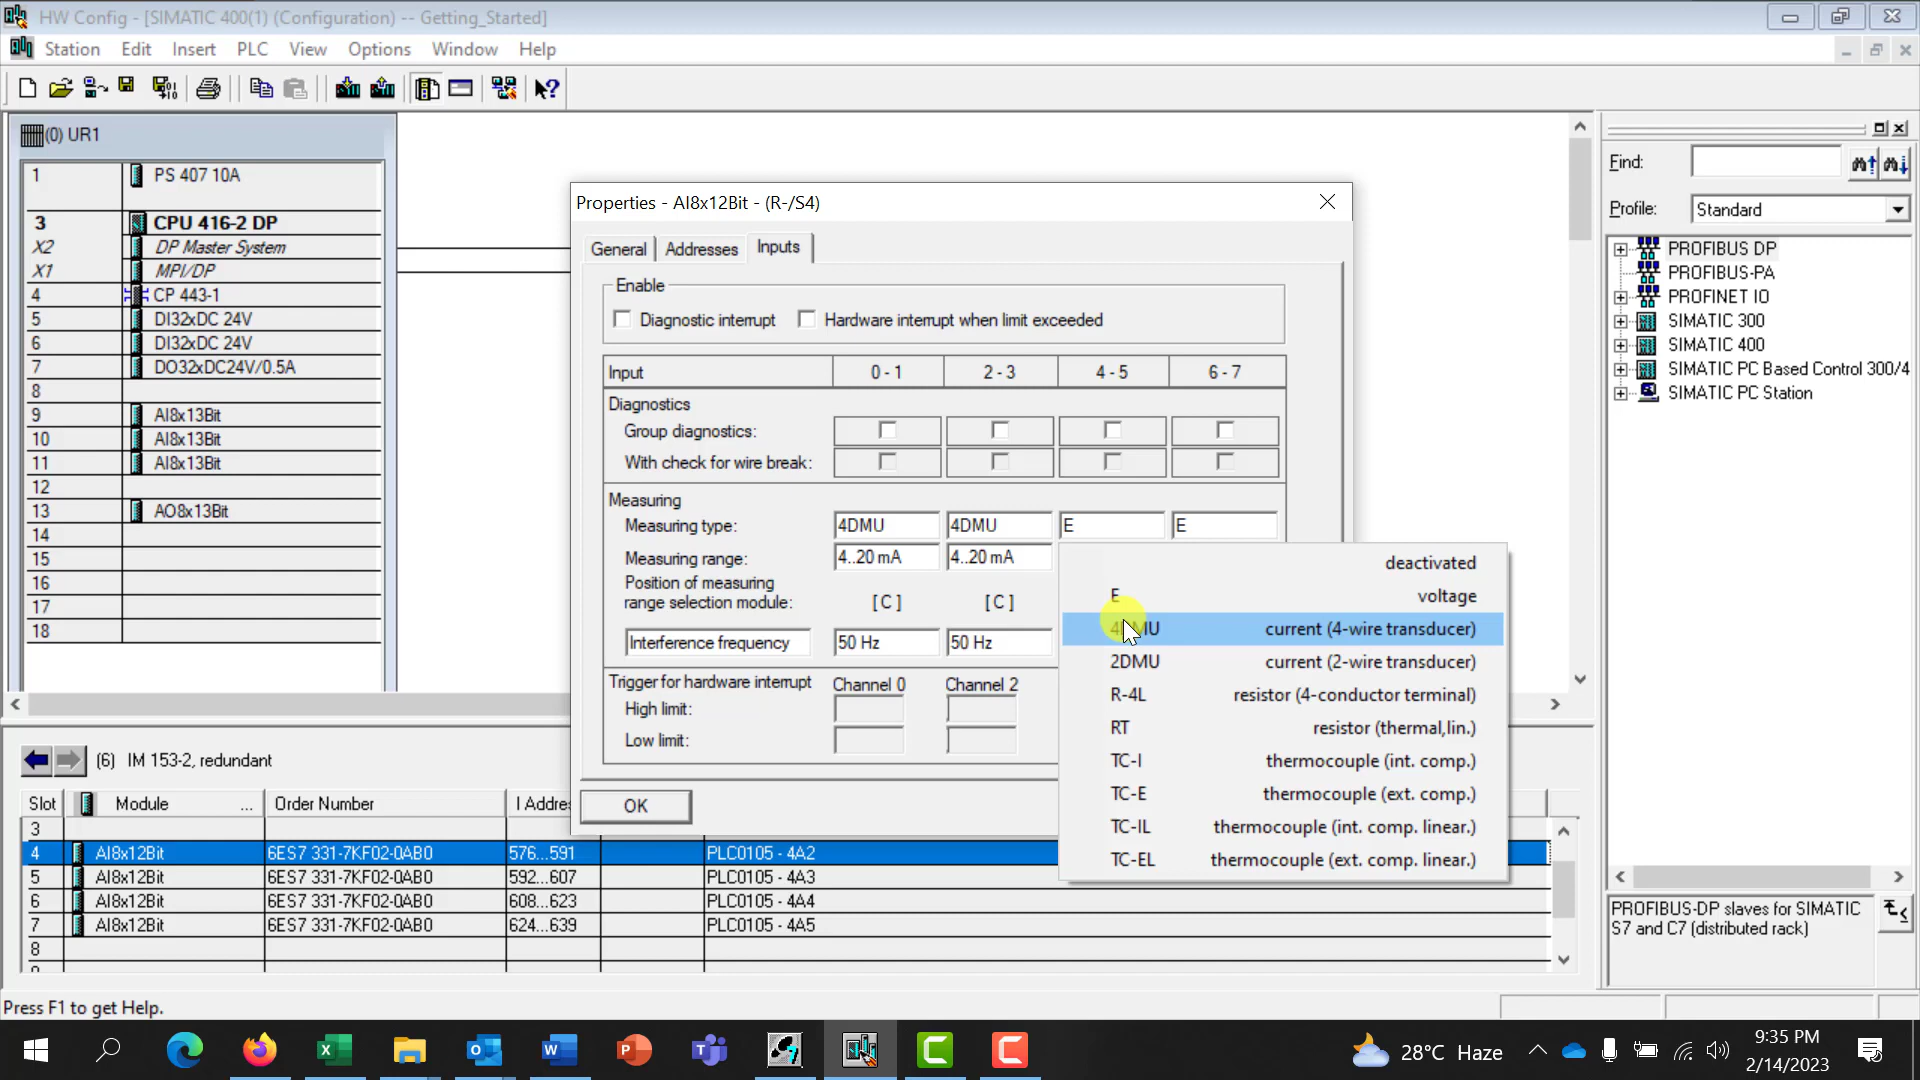 HW Config - [SIMATIC 400(1) (Configuration) -- Getting_Started]
Station Edit Insert PLC View Options Window Help
(0) UR1
1 PS 407 10A
3 CPU 416-2 DP
X2 DP Master System
X1 MPI/DP
4 CP 443-1
5 DI32xDC 24V
6 DI32xDC 24V
7 DO32xDC24V/0.5A
8
9 AI8x13Bit
10 AI8x13Bit
11 AI8x13Bit
12
13 AO8x13Bit
14
15
16
17
18
Properties - AI8x12Bit - (R-/S4)
General Addresses Inputs
Enable
Diagnostic interrupt Hardware interrupt when limit exceeded
Input 0 - 1 2 - 3 4 - 5 6 - 7
Diagnostics
Group diagnostics:
With check for wire break:
Measuring
Measuring type: 4DMU 4DMU E E
Measuring range: 4..20 mA 4..20 mA
Position of measuring
range selection module: [ C ] [ C ]
Interference frequency 50 Hz 50 Hz
Trigger for hardware interrupt Channel 0 Channel 2
High limit:
Low limit:
OK
deactivated
E voltage
4DMU current (4-wire transducer)
2DMU current (2-wire transducer)
R-4L resistor (4-conductor terminal)
RT resistor (thermal,lin.)
TC-I thermocouple (int. comp.)
TC-E thermocouple (ext. comp.)
TC-IL thermocouple (int. comp. linear.)
TC-EL thermocouple (ext. comp. linear.)
Find:
Profile: Standard
PROFIBUS DP
PROFIBUS-PA
PROFINET IO
SIMATIC 300
SIMATIC 400
SIMATIC PC Based Control 300/4
SIMATIC PC Station
PROFIBUS-DP slaves for SIMATIC
S7 and C7 (distributed rack)
(6) IM 153-2, redundant
Slot Module ... Order Number I Addre
3
4 AI8x12Bit 6ES7 331-7KF02-0AB0 576...591 PLC0105 - 4A2
5 AI8x12Bit 6ES7 331-7KF02-0AB0 592...607 PLC0105 - 4A3
6 AI8x12Bit 6ES7 331-7KF02-0AB0 608...623 PLC0105 - 4A4
7 AI8x12Bit 6ES7 331-7KF02-0AB0 624...639 PLC0105 - 4A5
8
Press F1 to get Help.
28°C Haze
9:35 PM
2/14/2023